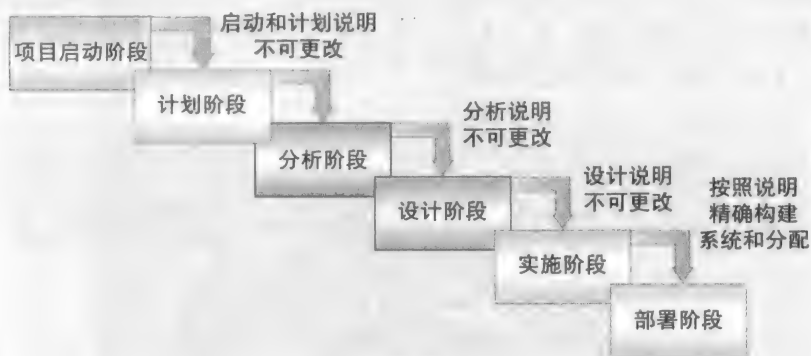 项目启动阶段
启动和计划说明
不可更改
计划阶段
分析阶段
分析说明
不可更改
设计阶段
设计说明
不可更改
实施阶段
按照说明
精确构建
系统和分配
部署阶段